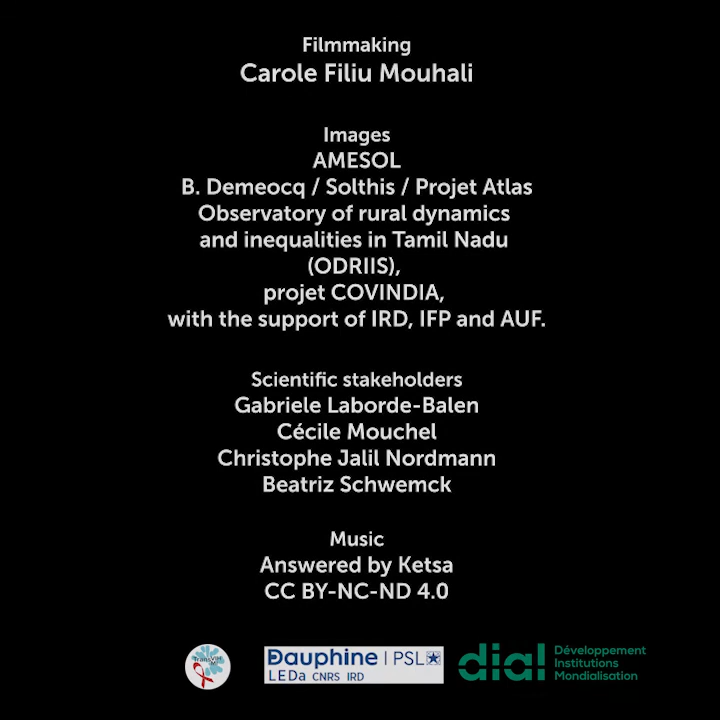 Filmmaking
Carole Filiu Mouhali
Images
AMESOL
B. Demeocq / Solthis / Projet Atlas
Observatory of rural dynamics
and inequalities in Tamil Nadu
(ODRIIS),
projet COVINDIA,
with the support of IRD, IFP and AUF.
Scientific stakeholders
Gabriele Laborde-Balen
Cécile Mouchel
Christophe Jalil Nordmann
Beatriz Schwemck
Music
Answered by Ketsa
CC BY-NC-ND 4.0
TransVIHMI
Dauphine | PSL
LEDa CNRS IRD
dial
Développement
Institutions
Mondialisation